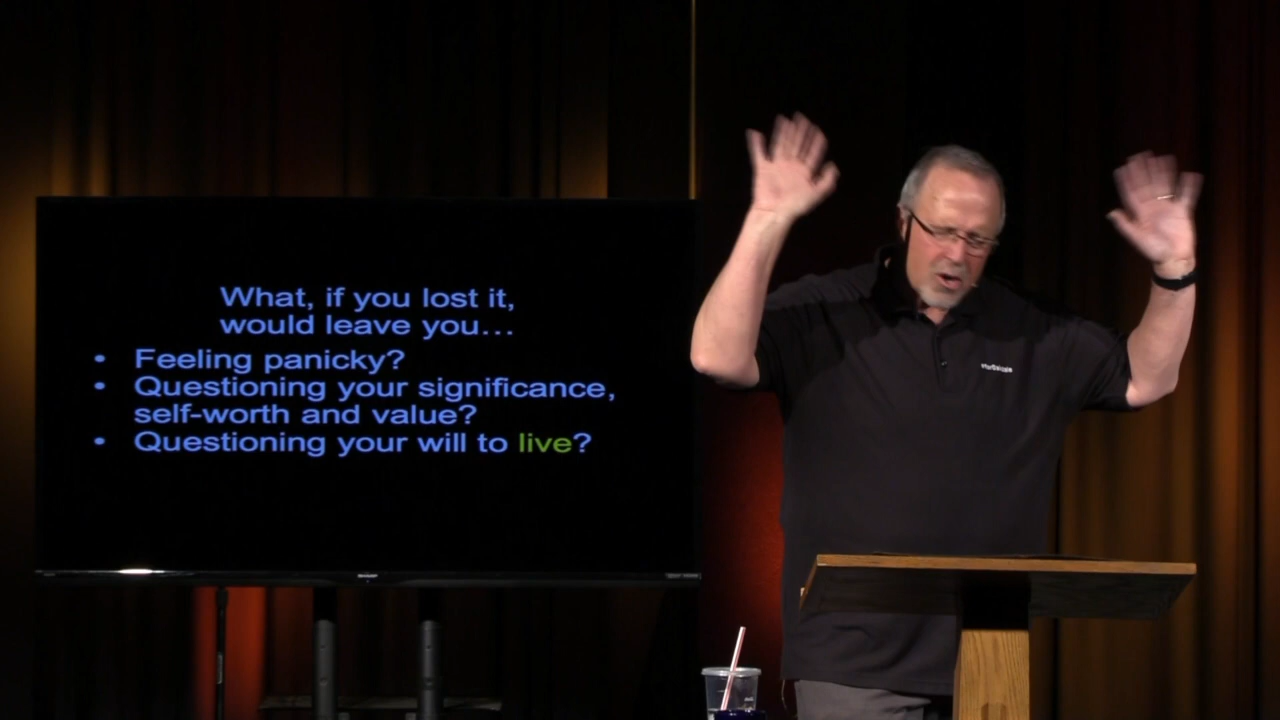 What, if you lost it,
would leave you...
• Feeling panicky?
• Questioning your significance,
self-worth and value?
• Questioning your will to live?
SHARP